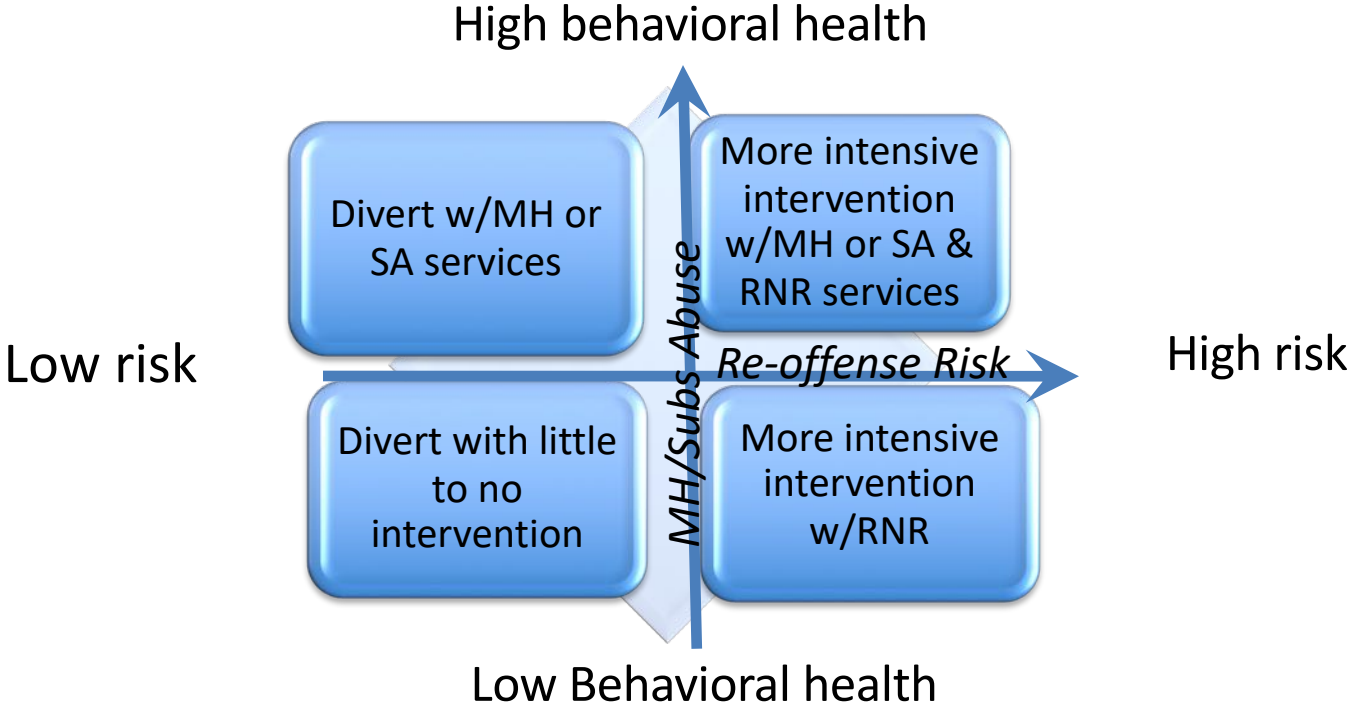 High behavioral health
Divert w/MH or
SA services
More intensive
intervention
w/MH or SA &
RNR services
Low risk
MH/Subs Abuse
Re-offense Risk
High risk
Divert with little
to no
intervention
More intensive
intervention
w/RNR
Low Behavioral health